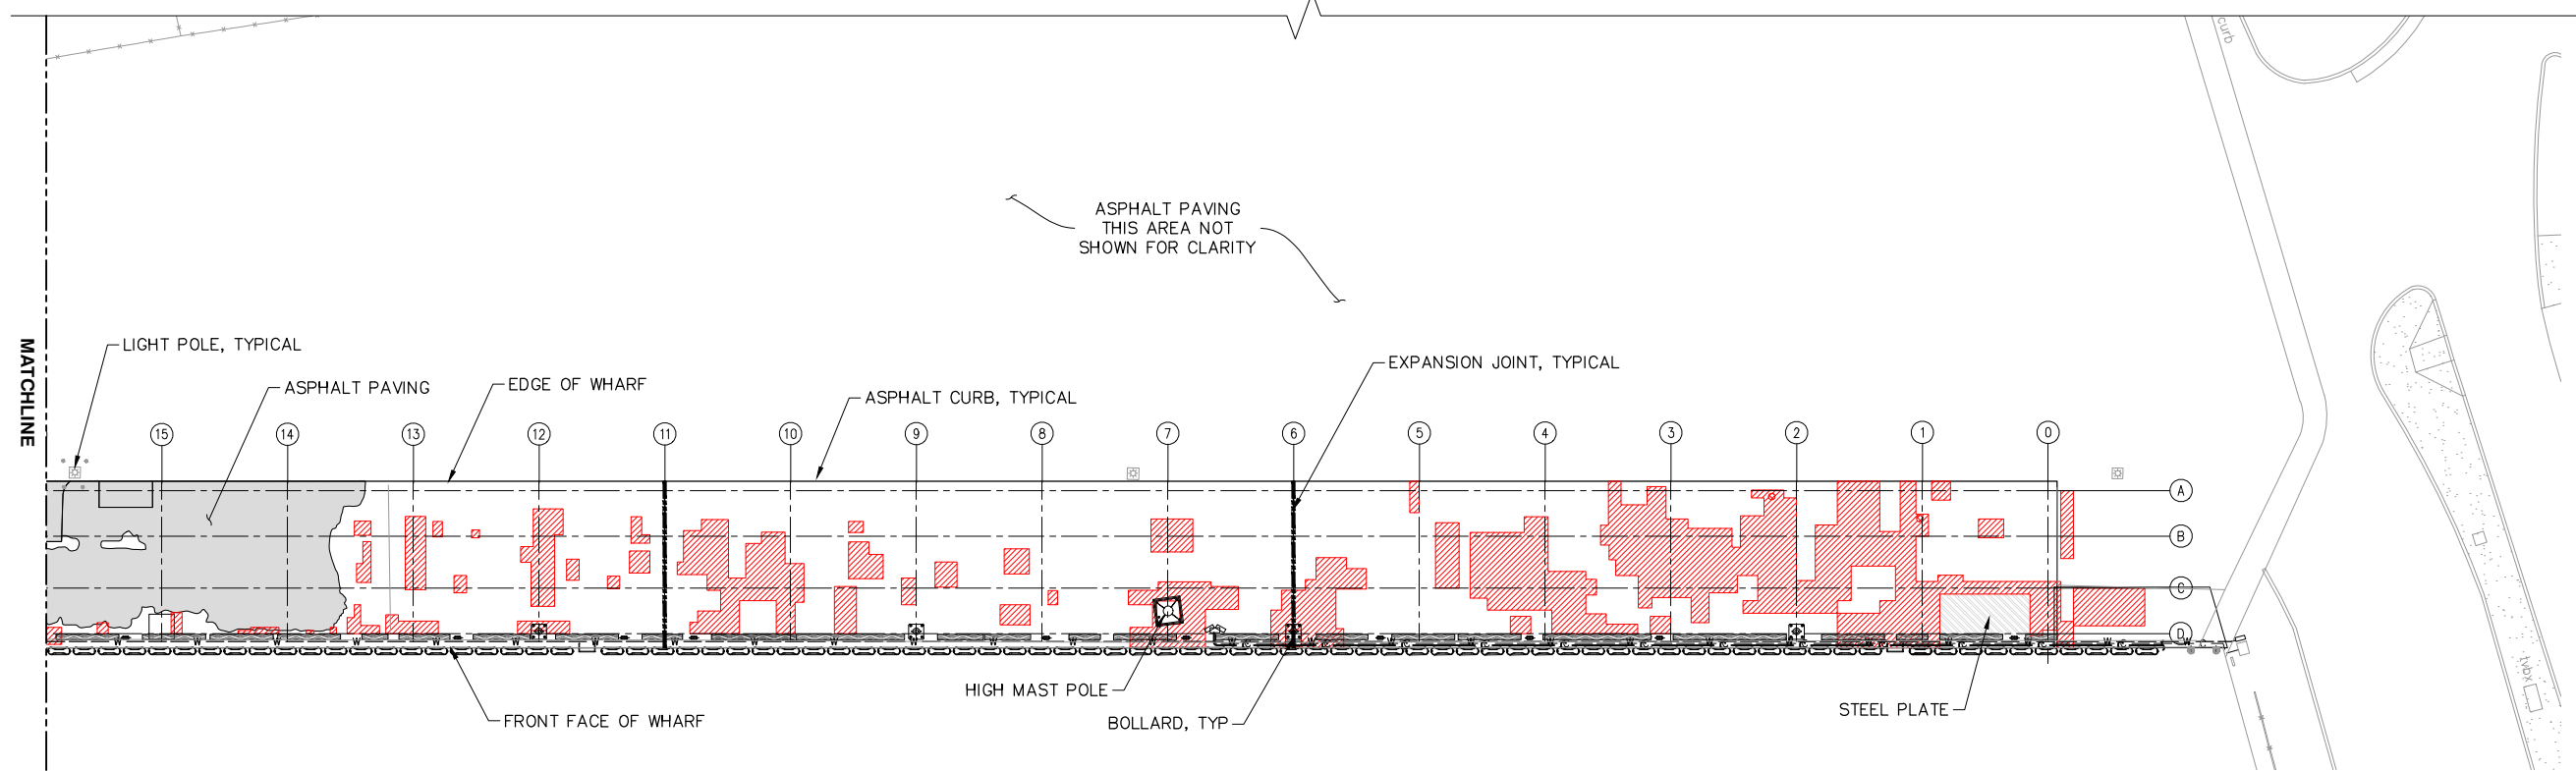 curb
ASPHALT PAVING
THIS AREA NOT
SHOWN FOR CLARITY
MATCHLINE
LIGHT POLE, TYPICAL
ASPHALT PAVING
EDGE OF WHARF
ASPHALT CURB, TYPICAL
EXPANSION JOINT, TYPICAL
15
14
13
12
11
10
9
8
7
6
5
4
3
2
1
0
A
B
C
D
HIGH MAST POLE
FRONT FACE OF WHARF
BOLLARD, TYP
STEEL PLATE
tvbx